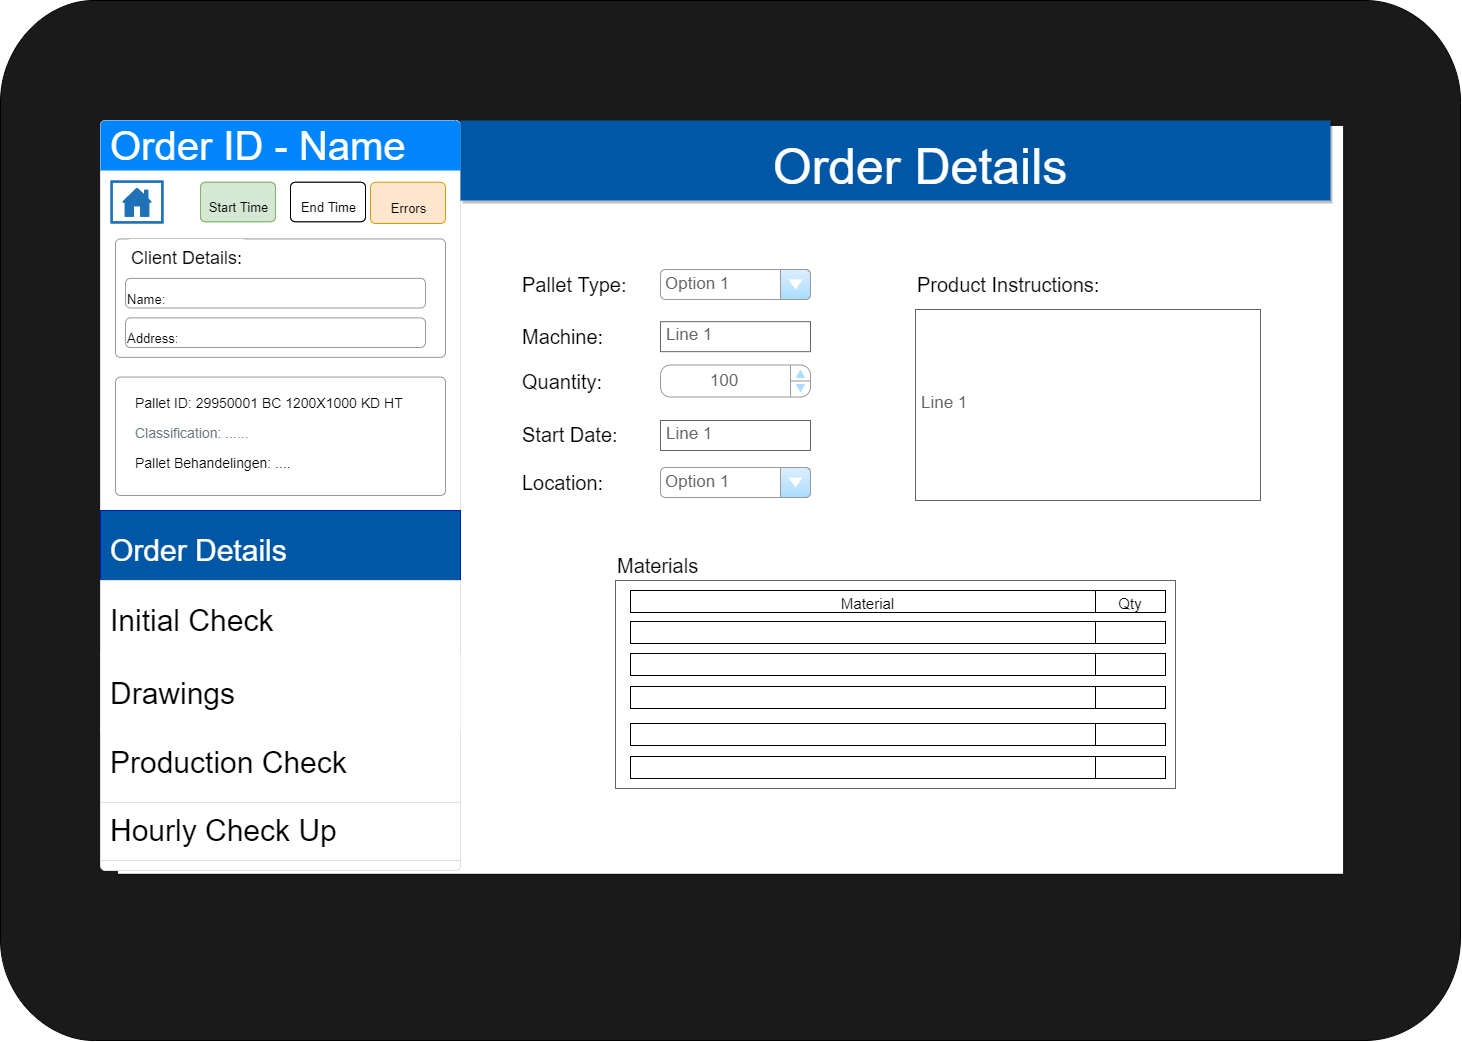 Order ID - Name
Start Time
End Time
Errors
Client Details:
Name:
Address:
Pallet ID: 29950001 BC 1200X1000 KD HT
Classification: ......
Pallet Behandelingen: ....
Order Details
Initial Check
Drawings
Production Check
Hourly Check Up
Order Details
Pallet Type: Option 1
Machine: Line 1
Quantity: 100
Start Date: Line 1
Location: Option 1
Product Instructions:
Line 1
Materials
Material Qty